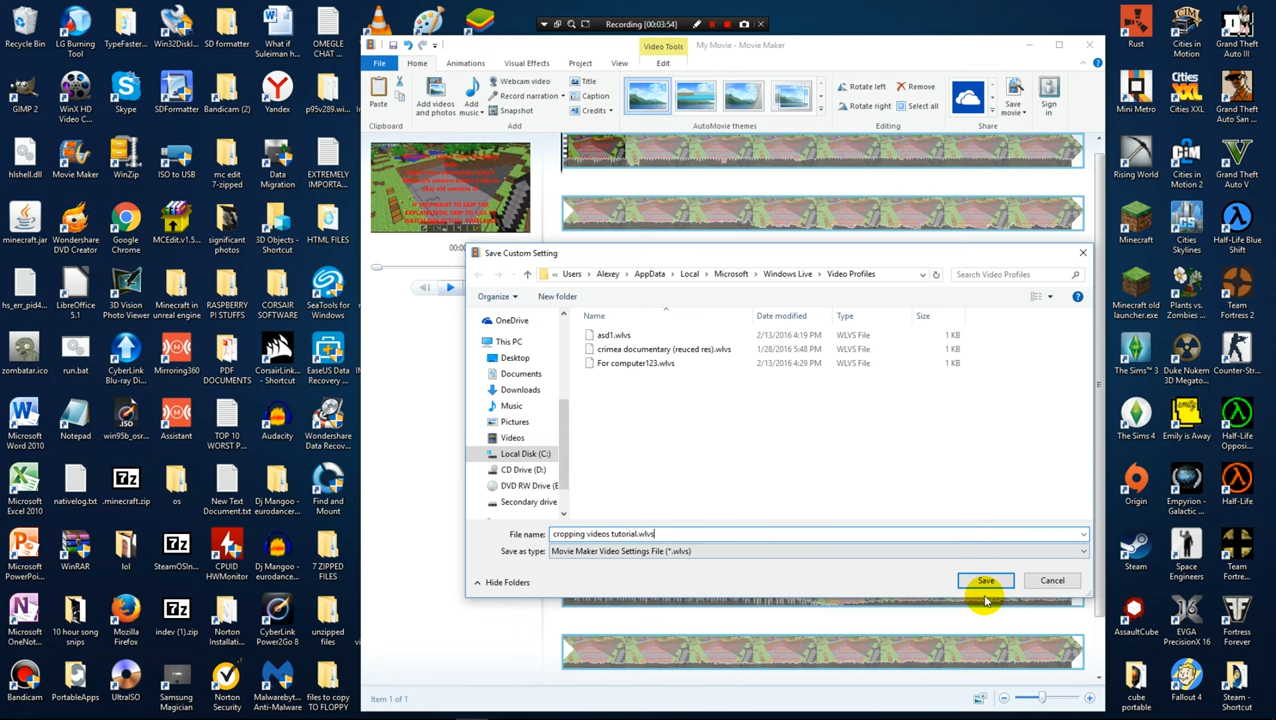 Recording [00:03:54]
Recycle Bin
LG Burning Tool
TypeFaster...
Win32Diskl...
SD formatter
What if Suleiman h...
OMEGLE CHAT ...
Rust
Cities in Motion
Grand Theft Auto III
Video Tools
My Movie - Movie Maker
File
Home
Animations
Visual Effects
Project
View
Edit
Paste
Clipboard
Add videos and photos
Add music
Webcam video
Record narration
Snapshot
Title
Caption
Credits
Add
AutoMovie themes
Rotate left
Rotate right
Remove
Select all
Editing
Share
Save movie
Sign in
GIMP 2
WinX HD Video C...
Skype
SDFormatter
Bandicam (2)
Yandex
p95v289.wi...
Mini Metro
Cities XXL
Grand Theft Auto San ...
hlshell.dll
Movie Maker
WinZip
ISO to USB
mc edit 7-zipped
Data Migration
EXTREMELY IMPORTA...
Rising World
Cities in Motion 2
Grand Theft Auto V
minecraft.jar
Wondershare DVD Creator
Google Chrome
MCEdit.v1.5...
significant photos
3D Objects - Shortcut
HTML FILES
Minecraft
Cities Skylines
Half-Life Blue Shift
Save Custom Setting
Users
Alexey
AppData
Local
Microsoft
Windows Live
Video Profiles
Search Video Profiles
Organize
New folder
Name
Date modified
Type
Size
OneDrive
This PC
Desktop
Documents
Downloads
Music
Pictures
Videos
Local Disk (C:)
CD Drive (D:)
DVD RW Drive (E
Secondary drive
asd1.wlvs
2/13/2016 4:19 PM
WLVS File
1 KB
crimea documentary (reuced res).wlvs
1/28/2016 5:48 PM
WLVS File
1 KB
For computer123.wlvs
2/13/2016 4:29 PM
WLVS File
1 KB
File name:
cropping videos tutorial.wlvs
Save as type:
Movie Maker Video Settings File (*.wlvs)
Hide Folders
Save
Cancel
hs_err_pid4...
LibreOffice 5.1
3D Vision Photo Viewer
Minecraft in unreal engine
RASPBERRY PI STUFFS
CORSAIR SOFTWARE
SeaTools for Windows
Minecraft old launcher.exe
Plants vs. Zombies ...
Team Fortress 2
zombatar.ico
run.bat
CyberLink Blu-ray Di...
Mirroring360
PDF DOCUMENTS
CorsairLink... - Shortcut
EaseUS Data Recovery ...
The Sims™ 3
Duke Nukem 3D Megato...
Counter-Str...
Microsoft Word 2010
Notepad
win95b_osr...
Assistant
TOP 10 WORST P...
Audacity
Wondershare Data Recov...
The Sims 4
Emily is Away
Half-Life Opposi...
Microsoft Excel 2010
nativelog.txt
.minecraft.zip
os
New Text Document.txt
Dj Mangoo - eurodance...
Find and Mount
Origin
Empyrion - Galactic ...
Half-Life
Microsoft PowerPoi...
WinRAR
lol
SteamOSIn...
CPUID HWMonitor
Dj Mangoo - eurodance...
7 ZIPPED FILES
Steam
Space Engineers
Team Fortress...
Microsoft OneNot...
10 hour song snips
Mozilla Firefox
index (1).zip
Norton Installati...
CyberLink Power2Go 8
unzipped files
AssaultCube
EVGA PrecisionX 16
Fortress Forever
Bandicam
PortableApps
UltraISO
Samsung Magician
Norton Security
Malwarebyt... Anti-Malware
files to copy to FLOPPY
cube portable
Fallout 4
Steam - Shortcut
Item 1 of 1